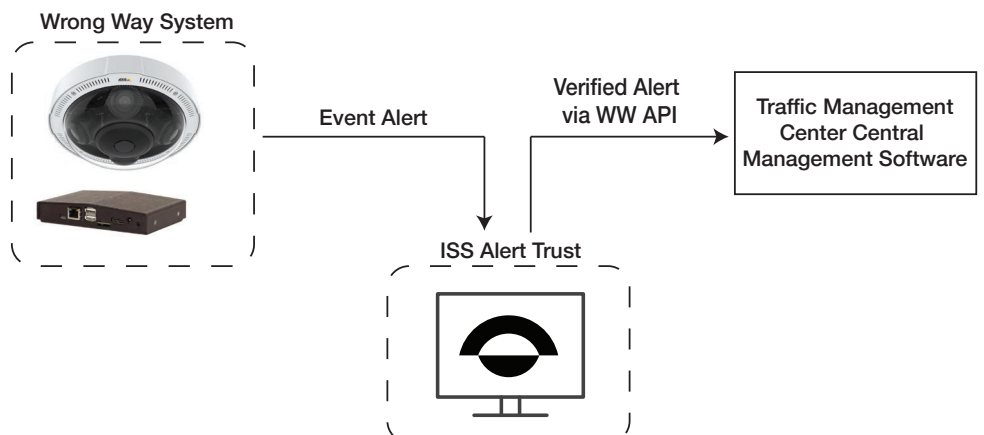 Wrong Way System
Event Alert
Verified Alert
via WW API
Traffic Management
Center Central
Management Software
ISS Alert Trust